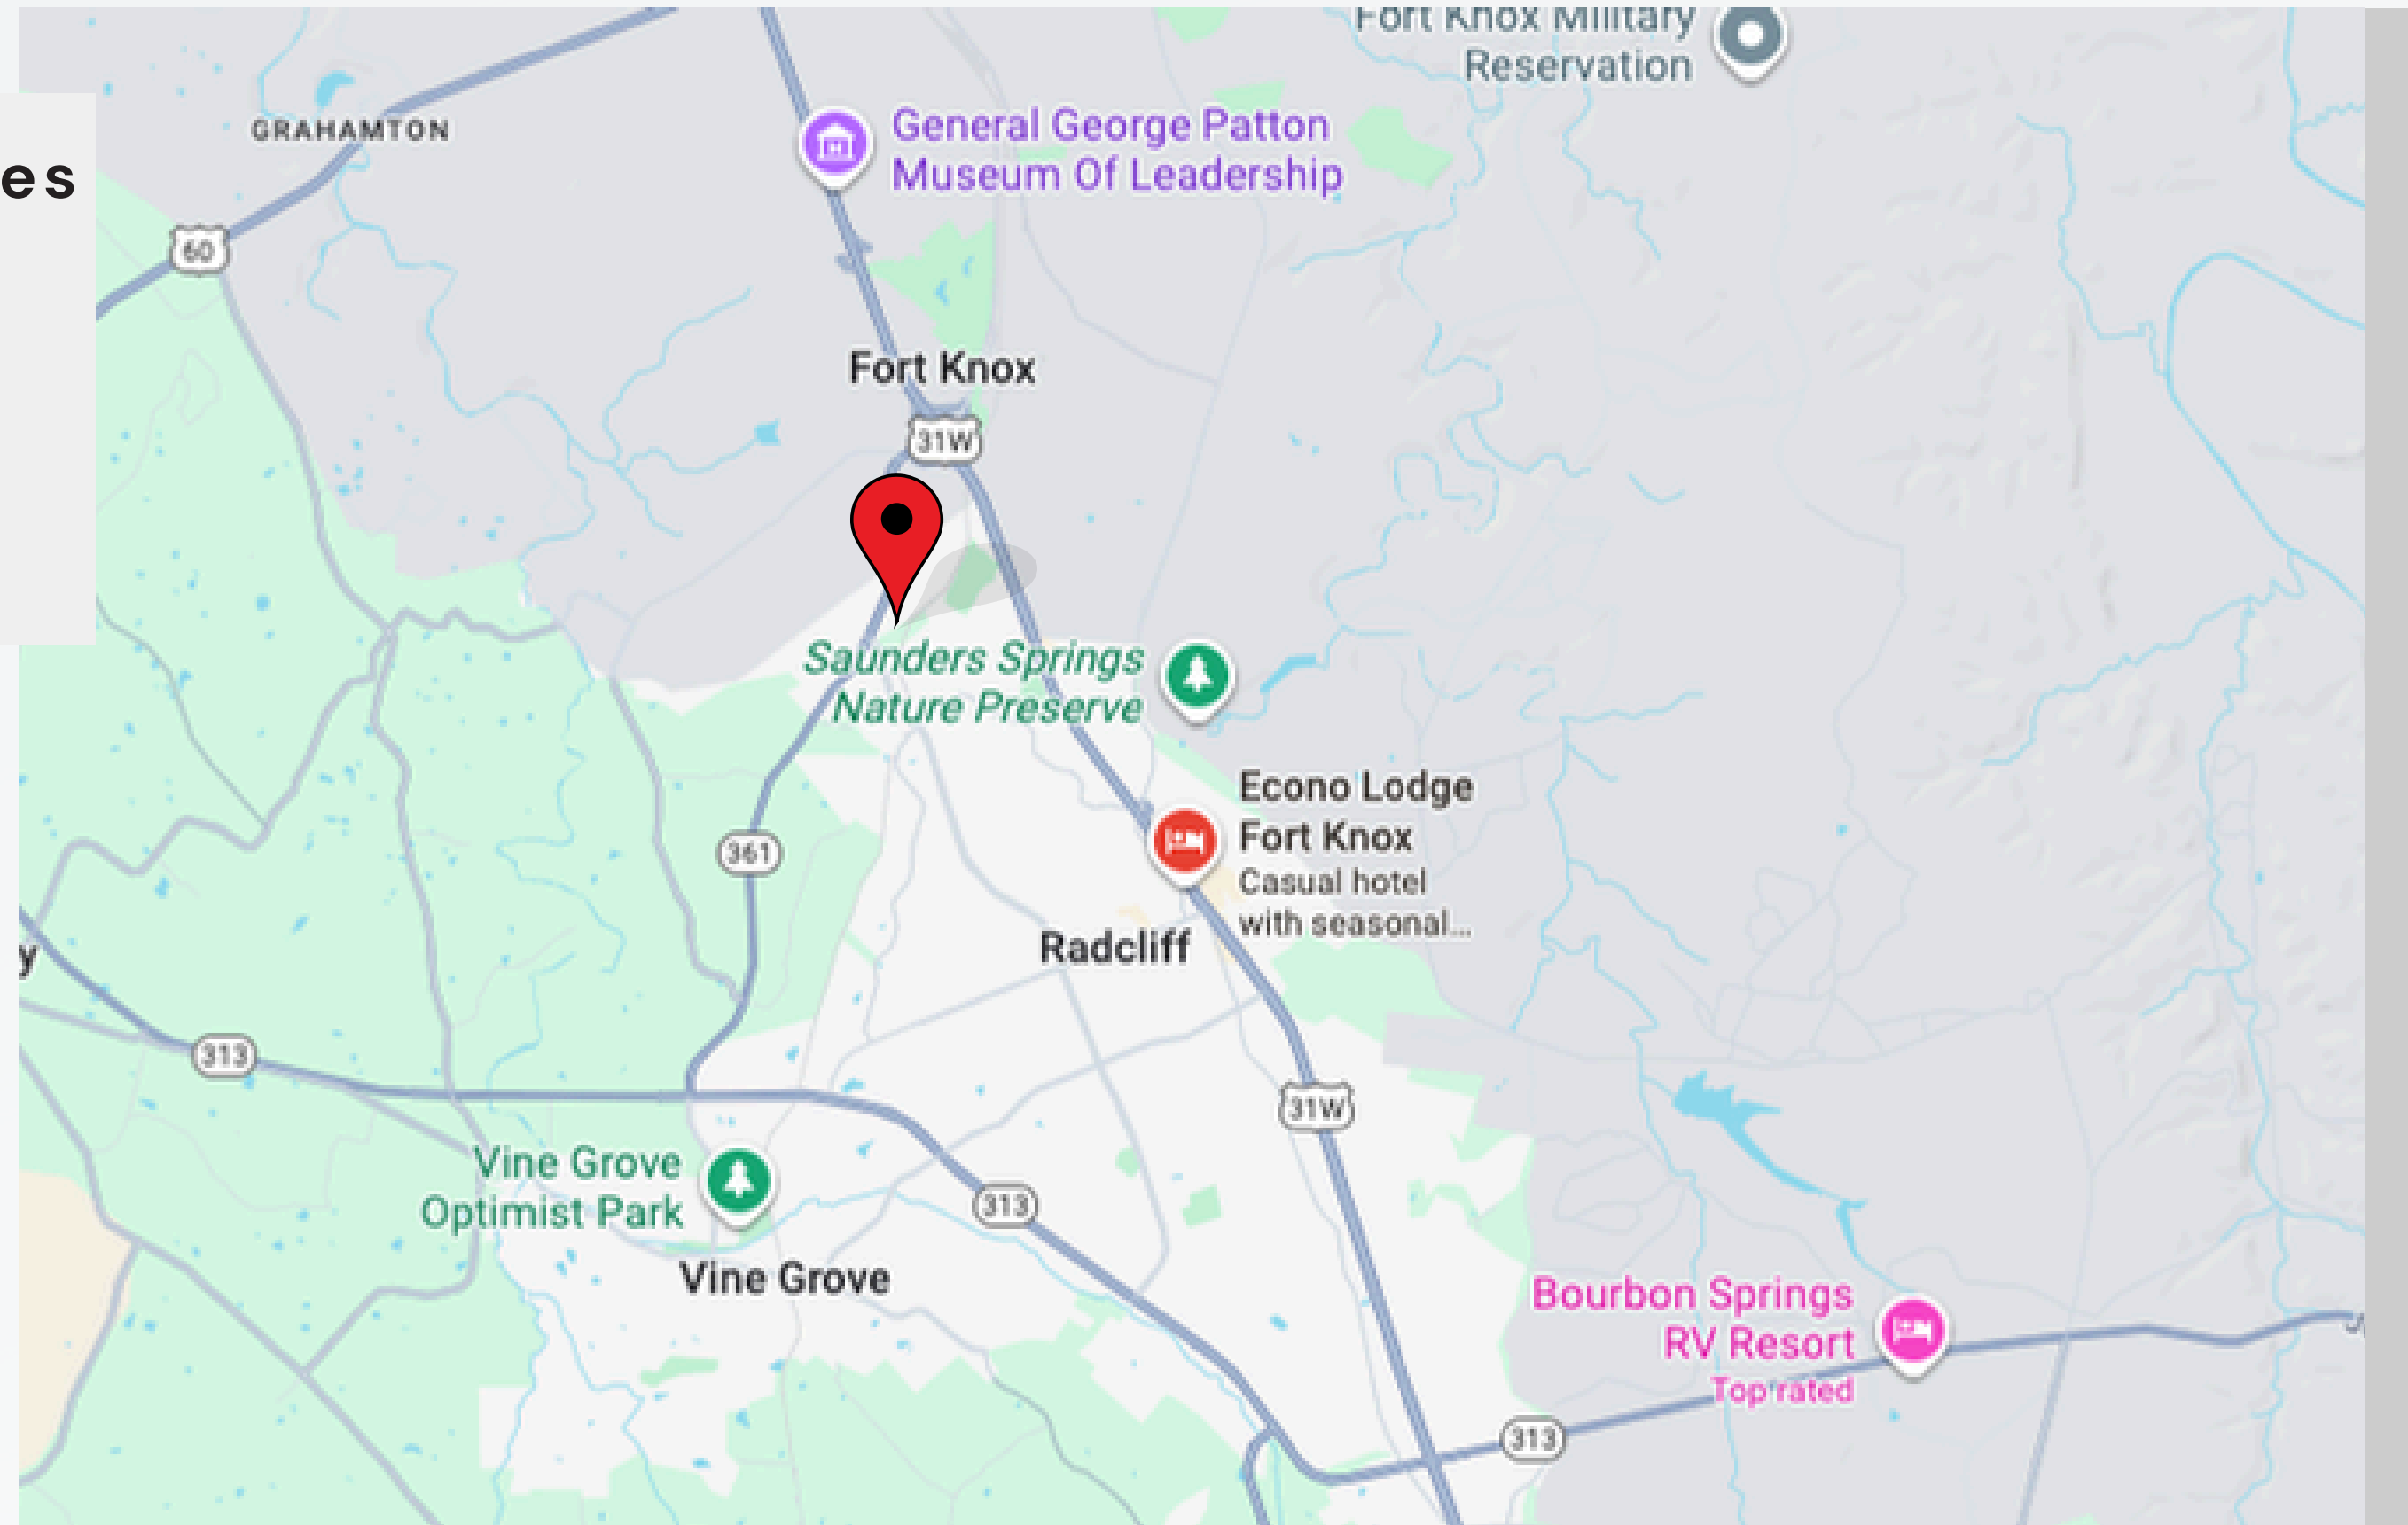 Fort Knox Military
Reservation
General George Patton
Museum Of Leadership
GRAHAMTON
es
60
Fort Knox
31W
Saunders Springs
Nature Preserve
Econo Lodge
Fort Knox
Casual hotel
with seasonal...
361
Radcliff
y
313
31W
Vine Grove
Optimist Park
313
Vine Grove
Bourbon Springs
RV Resort
Top rated
313